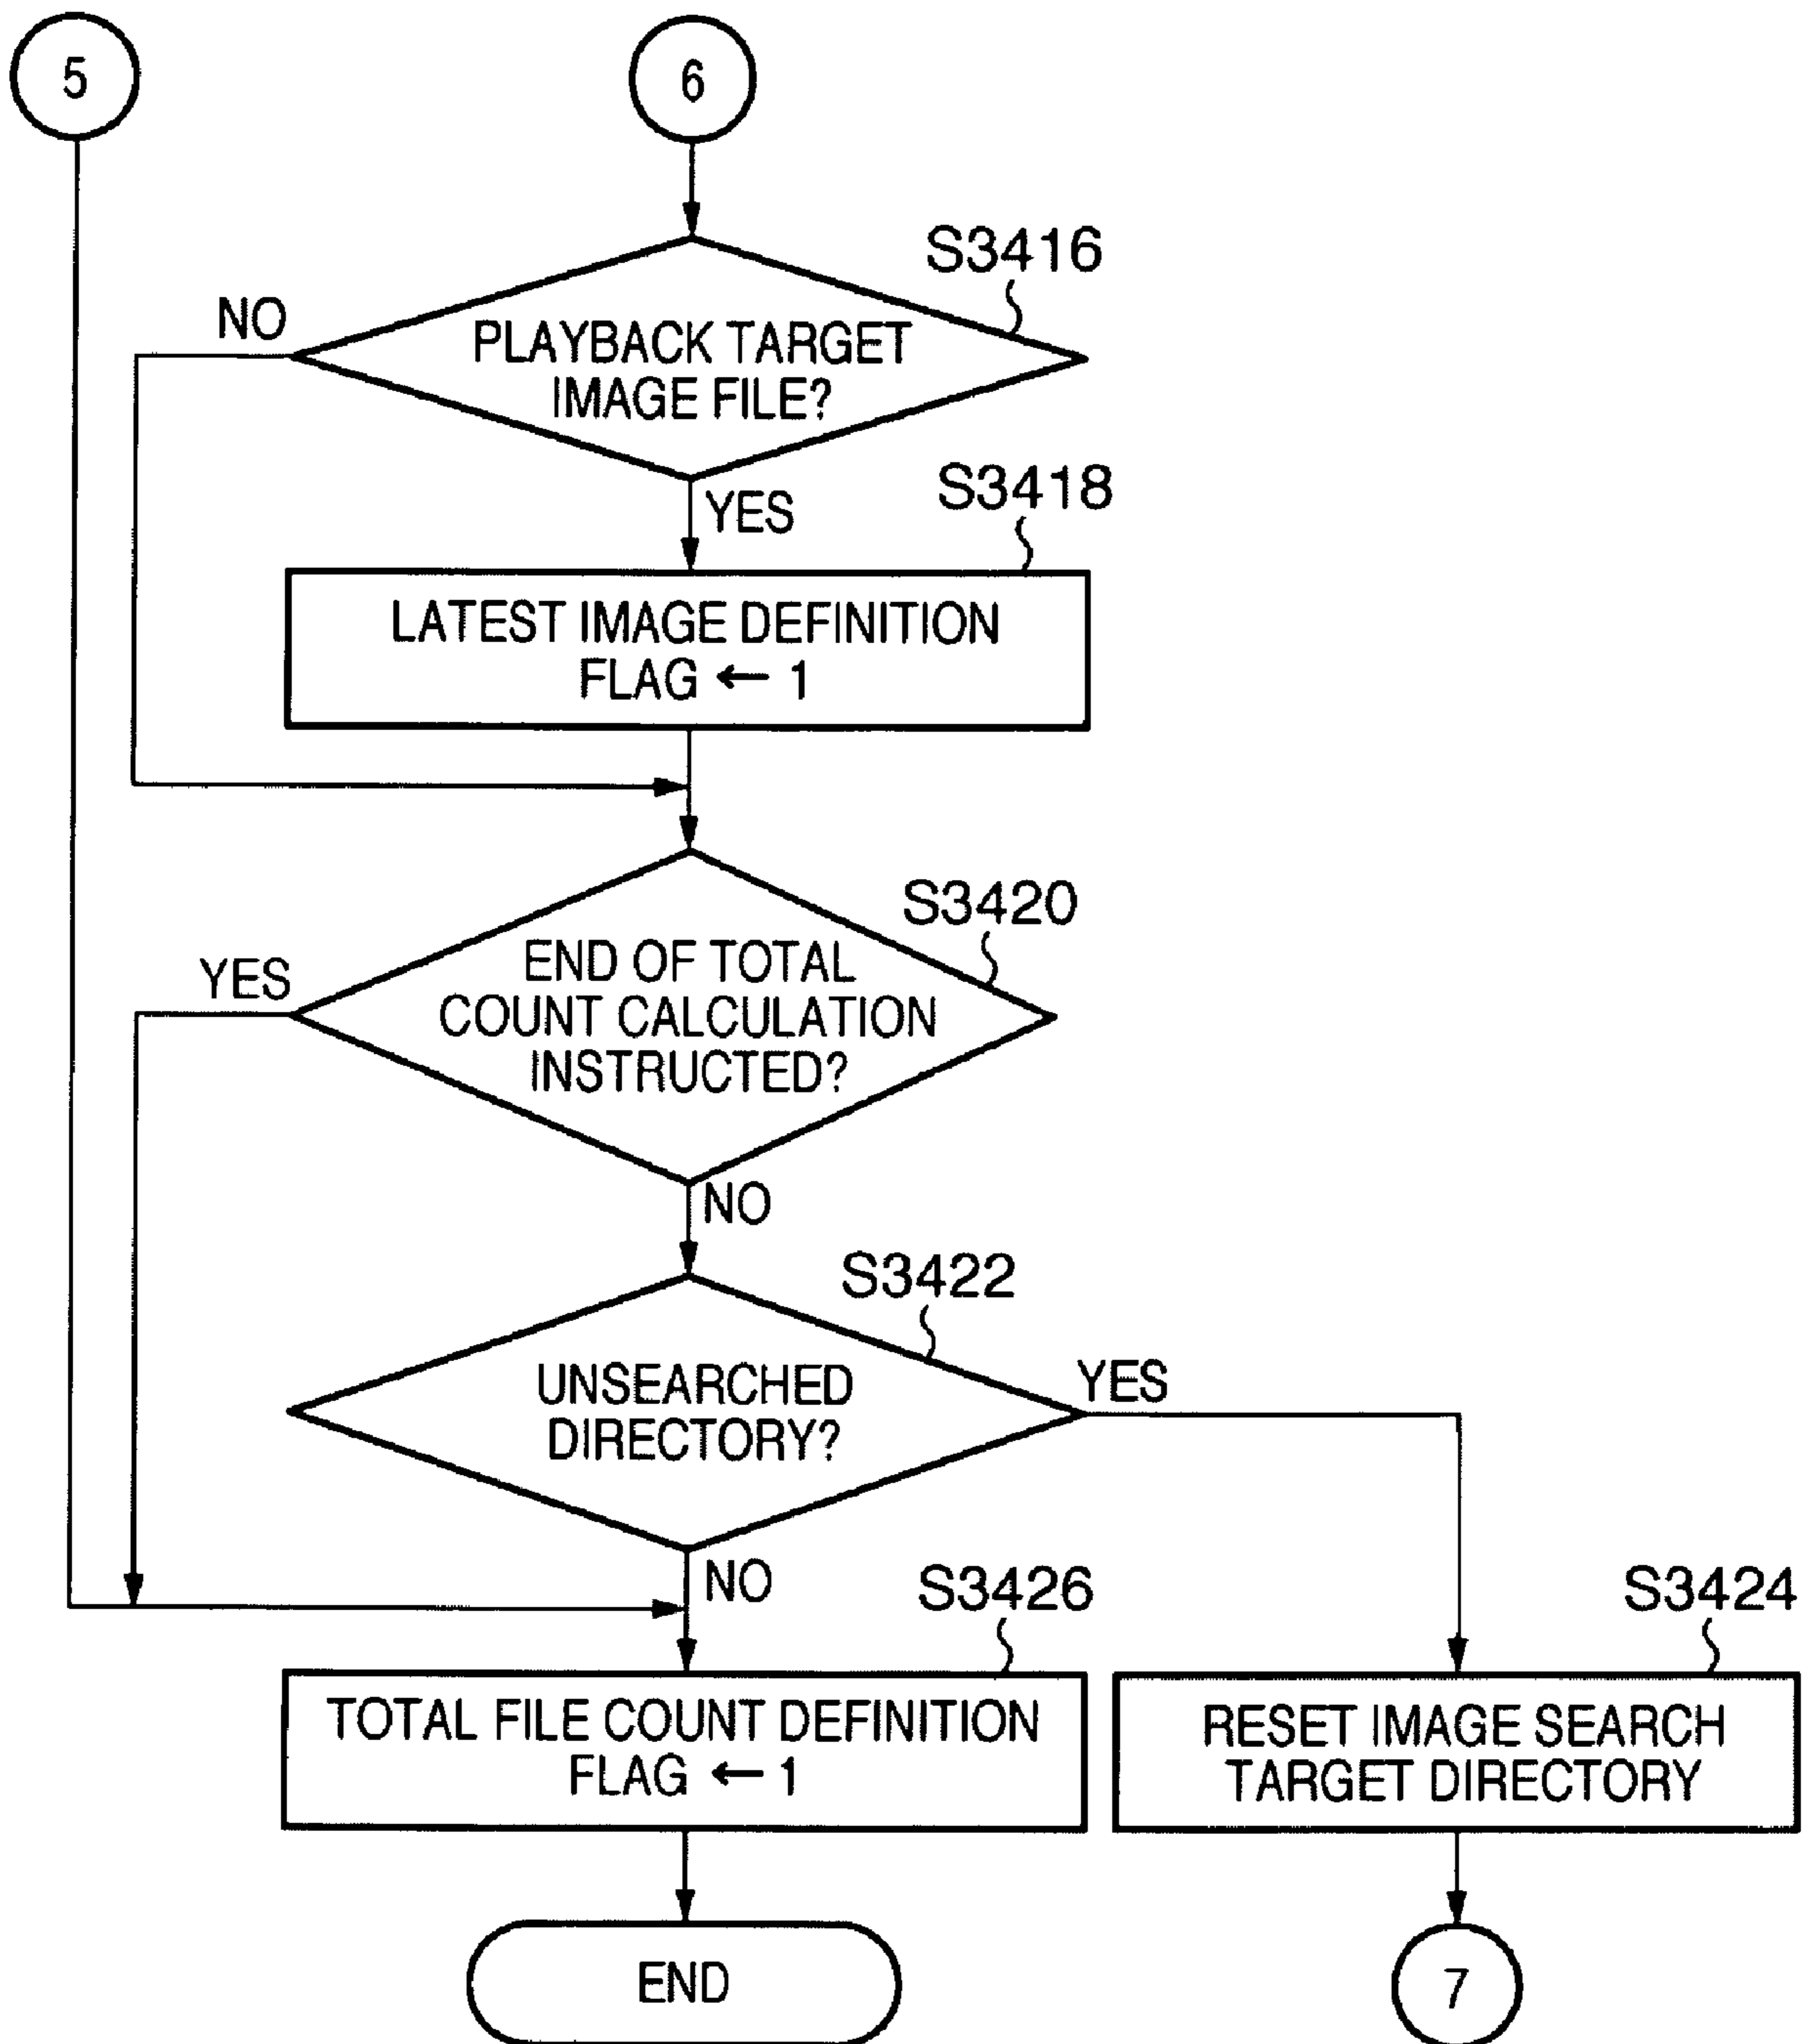 5
6
S3416
NO
PLAYBACK TARGET
IMAGE FILE?
S3418
YES
LATEST IMAGE DEFINITION
FLAG ← 1
S3420
YES
END OF TOTAL
COUNT CALCULATION
INSTRUCTED?
NO
S3422
UNSEARCHED
DIRECTORY?
YES
NO
S3426
S3424
TOTAL FILE COUNT DEFINITION
FLAG ← 1
RESET IMAGE SEARCH
TARGET DIRECTORY
END
7